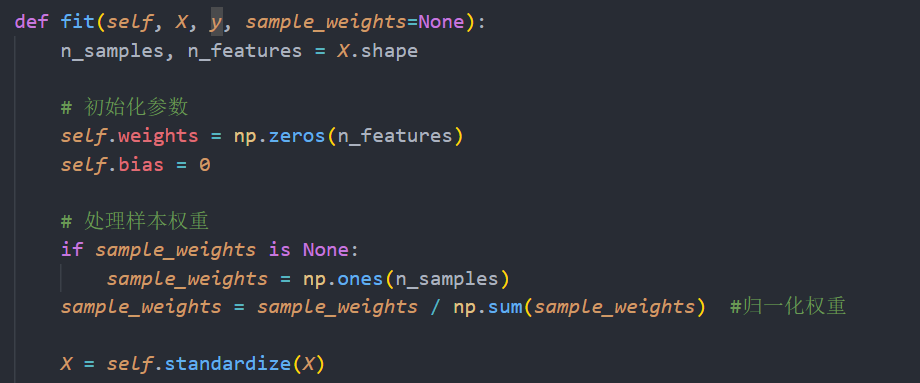 def fit(self, X, y, sample_weights=None):
n_samples, n_features = X.shape
# 初始化参数
self.weights = np.zeros(n_features)
self.bias = 0
# 处理样本权重
if sample_weights is None:
sample_weights = np.ones(n_samples)
sample_weights = sample_weights / np.sum(sample_weights)  #归一化权重
X = self.standardize(X)